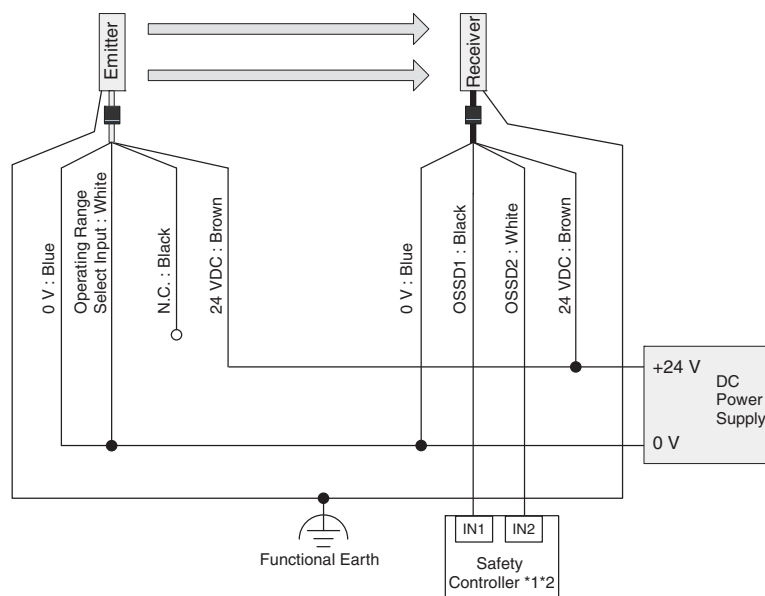 Emitter
Receiver
0 V : Blue
Operating Range
Select Input : White
N.C. : Black
24 VDC : Brown
0 V : Blue
OSSD1 : Black
OSSD2 : White
24 VDC : Brown
+24 V
DC
Power
Supply
0 V
Functional Earth
IN1
IN2
Safety
Controller *1*2